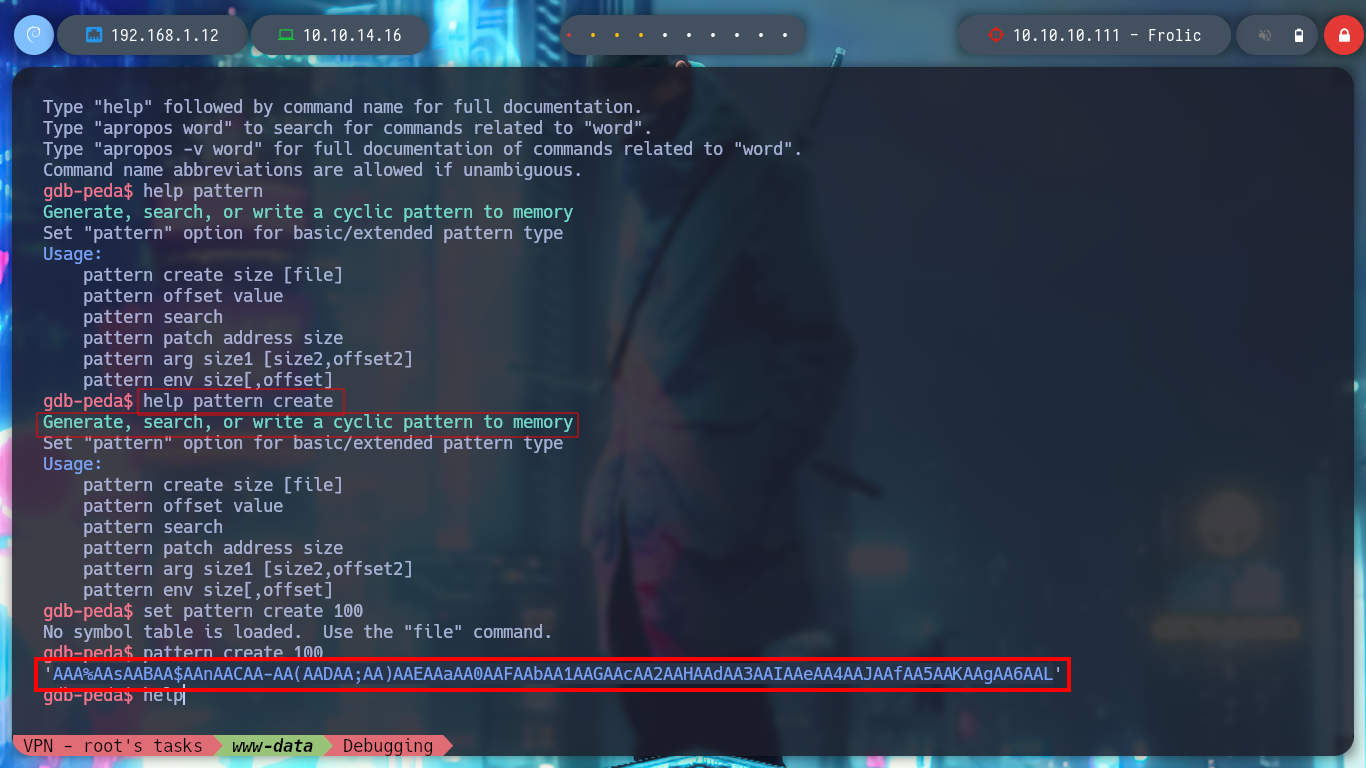 192.168.1.12 10.10.14.16 10.10.10.111 - Frolic
Type "help" followed by command name for full documentation.
Type "apropos word" to search for commands related to "word".
Type "apropos -v word" for full documentation of commands related to "word".
Command name abbreviations are allowed if unambiguous.
gdb-peda$ help pattern
Generate, search, or write a cyclic pattern to memory
Set "pattern" option for basic/extended pattern type
Usage:
    pattern create size [file]
    pattern offset value
    pattern search
    pattern patch address size
    pattern arg size1 [size2,offset2]
    pattern env size[,offset]
gdb-peda$ help pattern create
Generate, search, or write a cyclic pattern to memory
Set "pattern" option for basic/extended pattern type
Usage:
    pattern create size [file]
    pattern offset value
    pattern search
    pattern patch address size
    pattern arg size1 [size2,offset2]
    pattern env size[,offset]
gdb-peda$ set pattern create 100
No symbol table is loaded.  Use the "file" command.
gdb-peda$ pattern create 100
'AAA%AAsAABAA$AAnAACAA-AA(AADAA;AA)AAEAAaAA0AAFAAbAA1AAGAAcAA2AAHAAdAA3AAIAAeAA4AAJAAfAA5AAKAAgAA6AAL'
gdb-peda$ help
VPN - root's tasks www-data Debugging